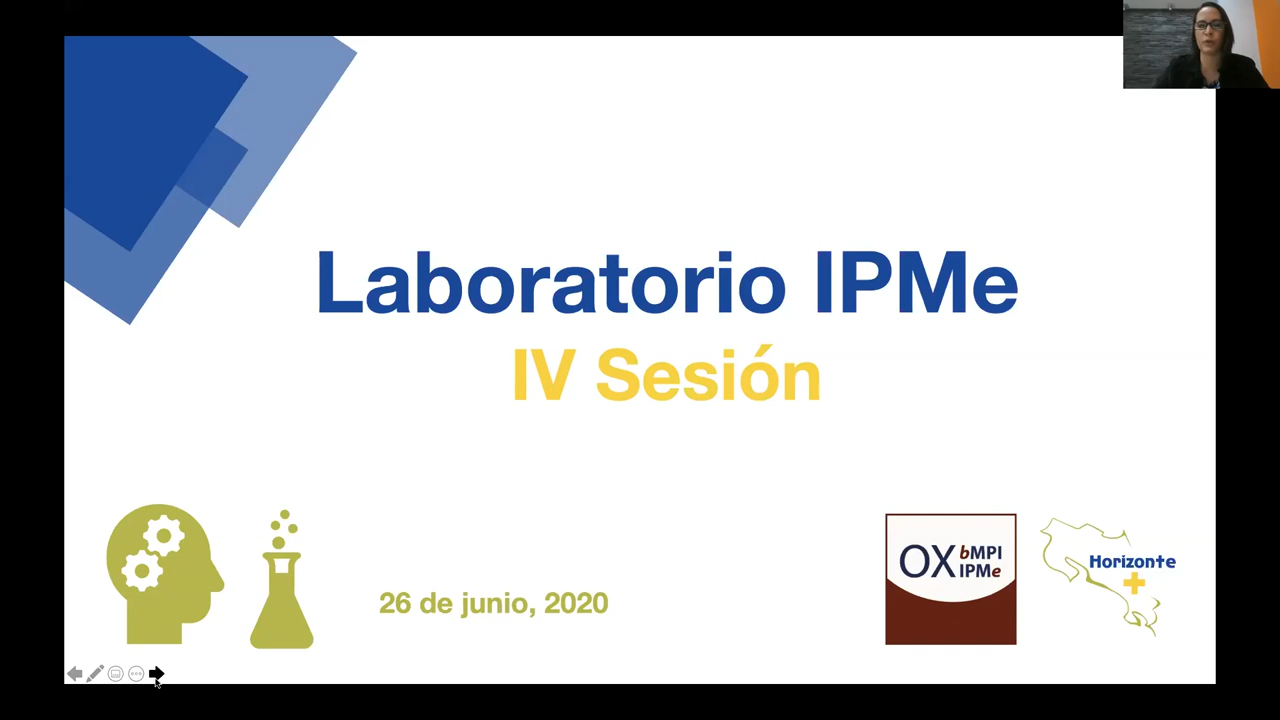 Laboratorio IPMe
IV Sesión
26 de junio, 2020
OX bMPI
IPMe
Horizonte